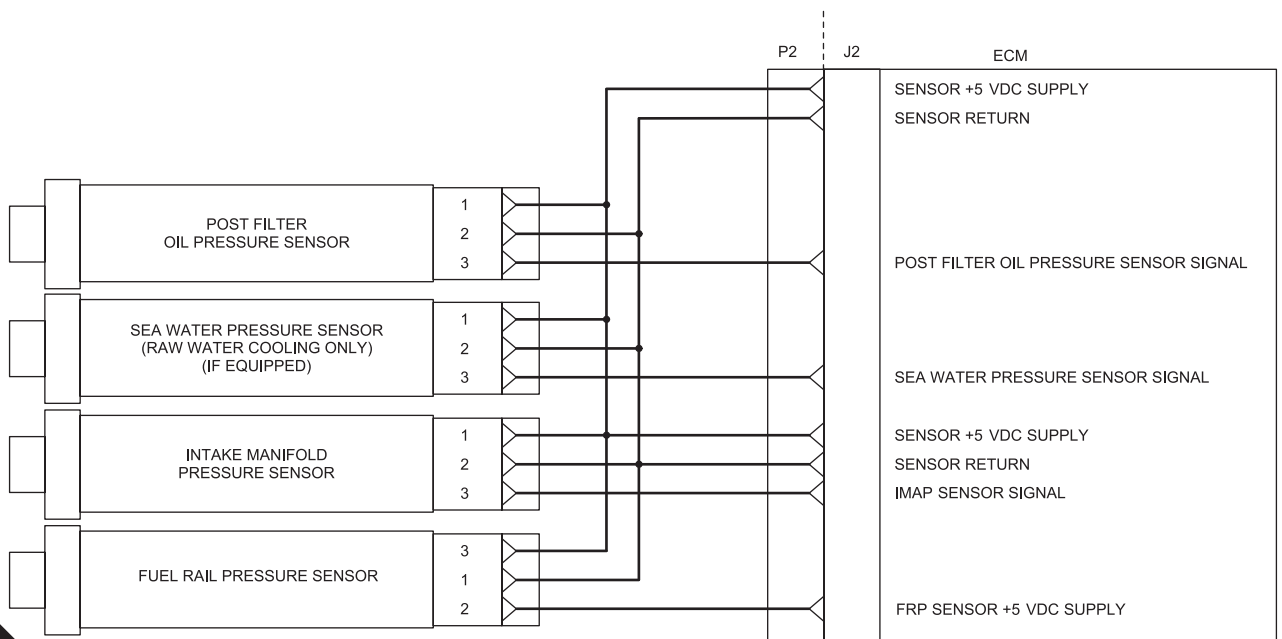 P2
J2
ECM
SENSOR +5 VDC SUPPLY
SENSOR RETURN
POST FILTER
OIL PRESSURE SENSOR
1
2
3
POST FILTER OIL PRESSURE SENSOR SIGNAL
SEA WATER PRESSURE SENSOR
(RAW WATER COOLING ONLY)
(IF EQUIPPED)
1
2
3
SEA WATER PRESSURE SENSOR SIGNAL
INTAKE MANIFOLD
PRESSURE SENSOR
1
2
3
SENSOR +5 VDC SUPPLY
SENSOR RETURN
IMAP SENSOR SIGNAL
FUEL RAIL PRESSURE SENSOR
3
1
2
FRP SENSOR +5 VDC SUPPLY